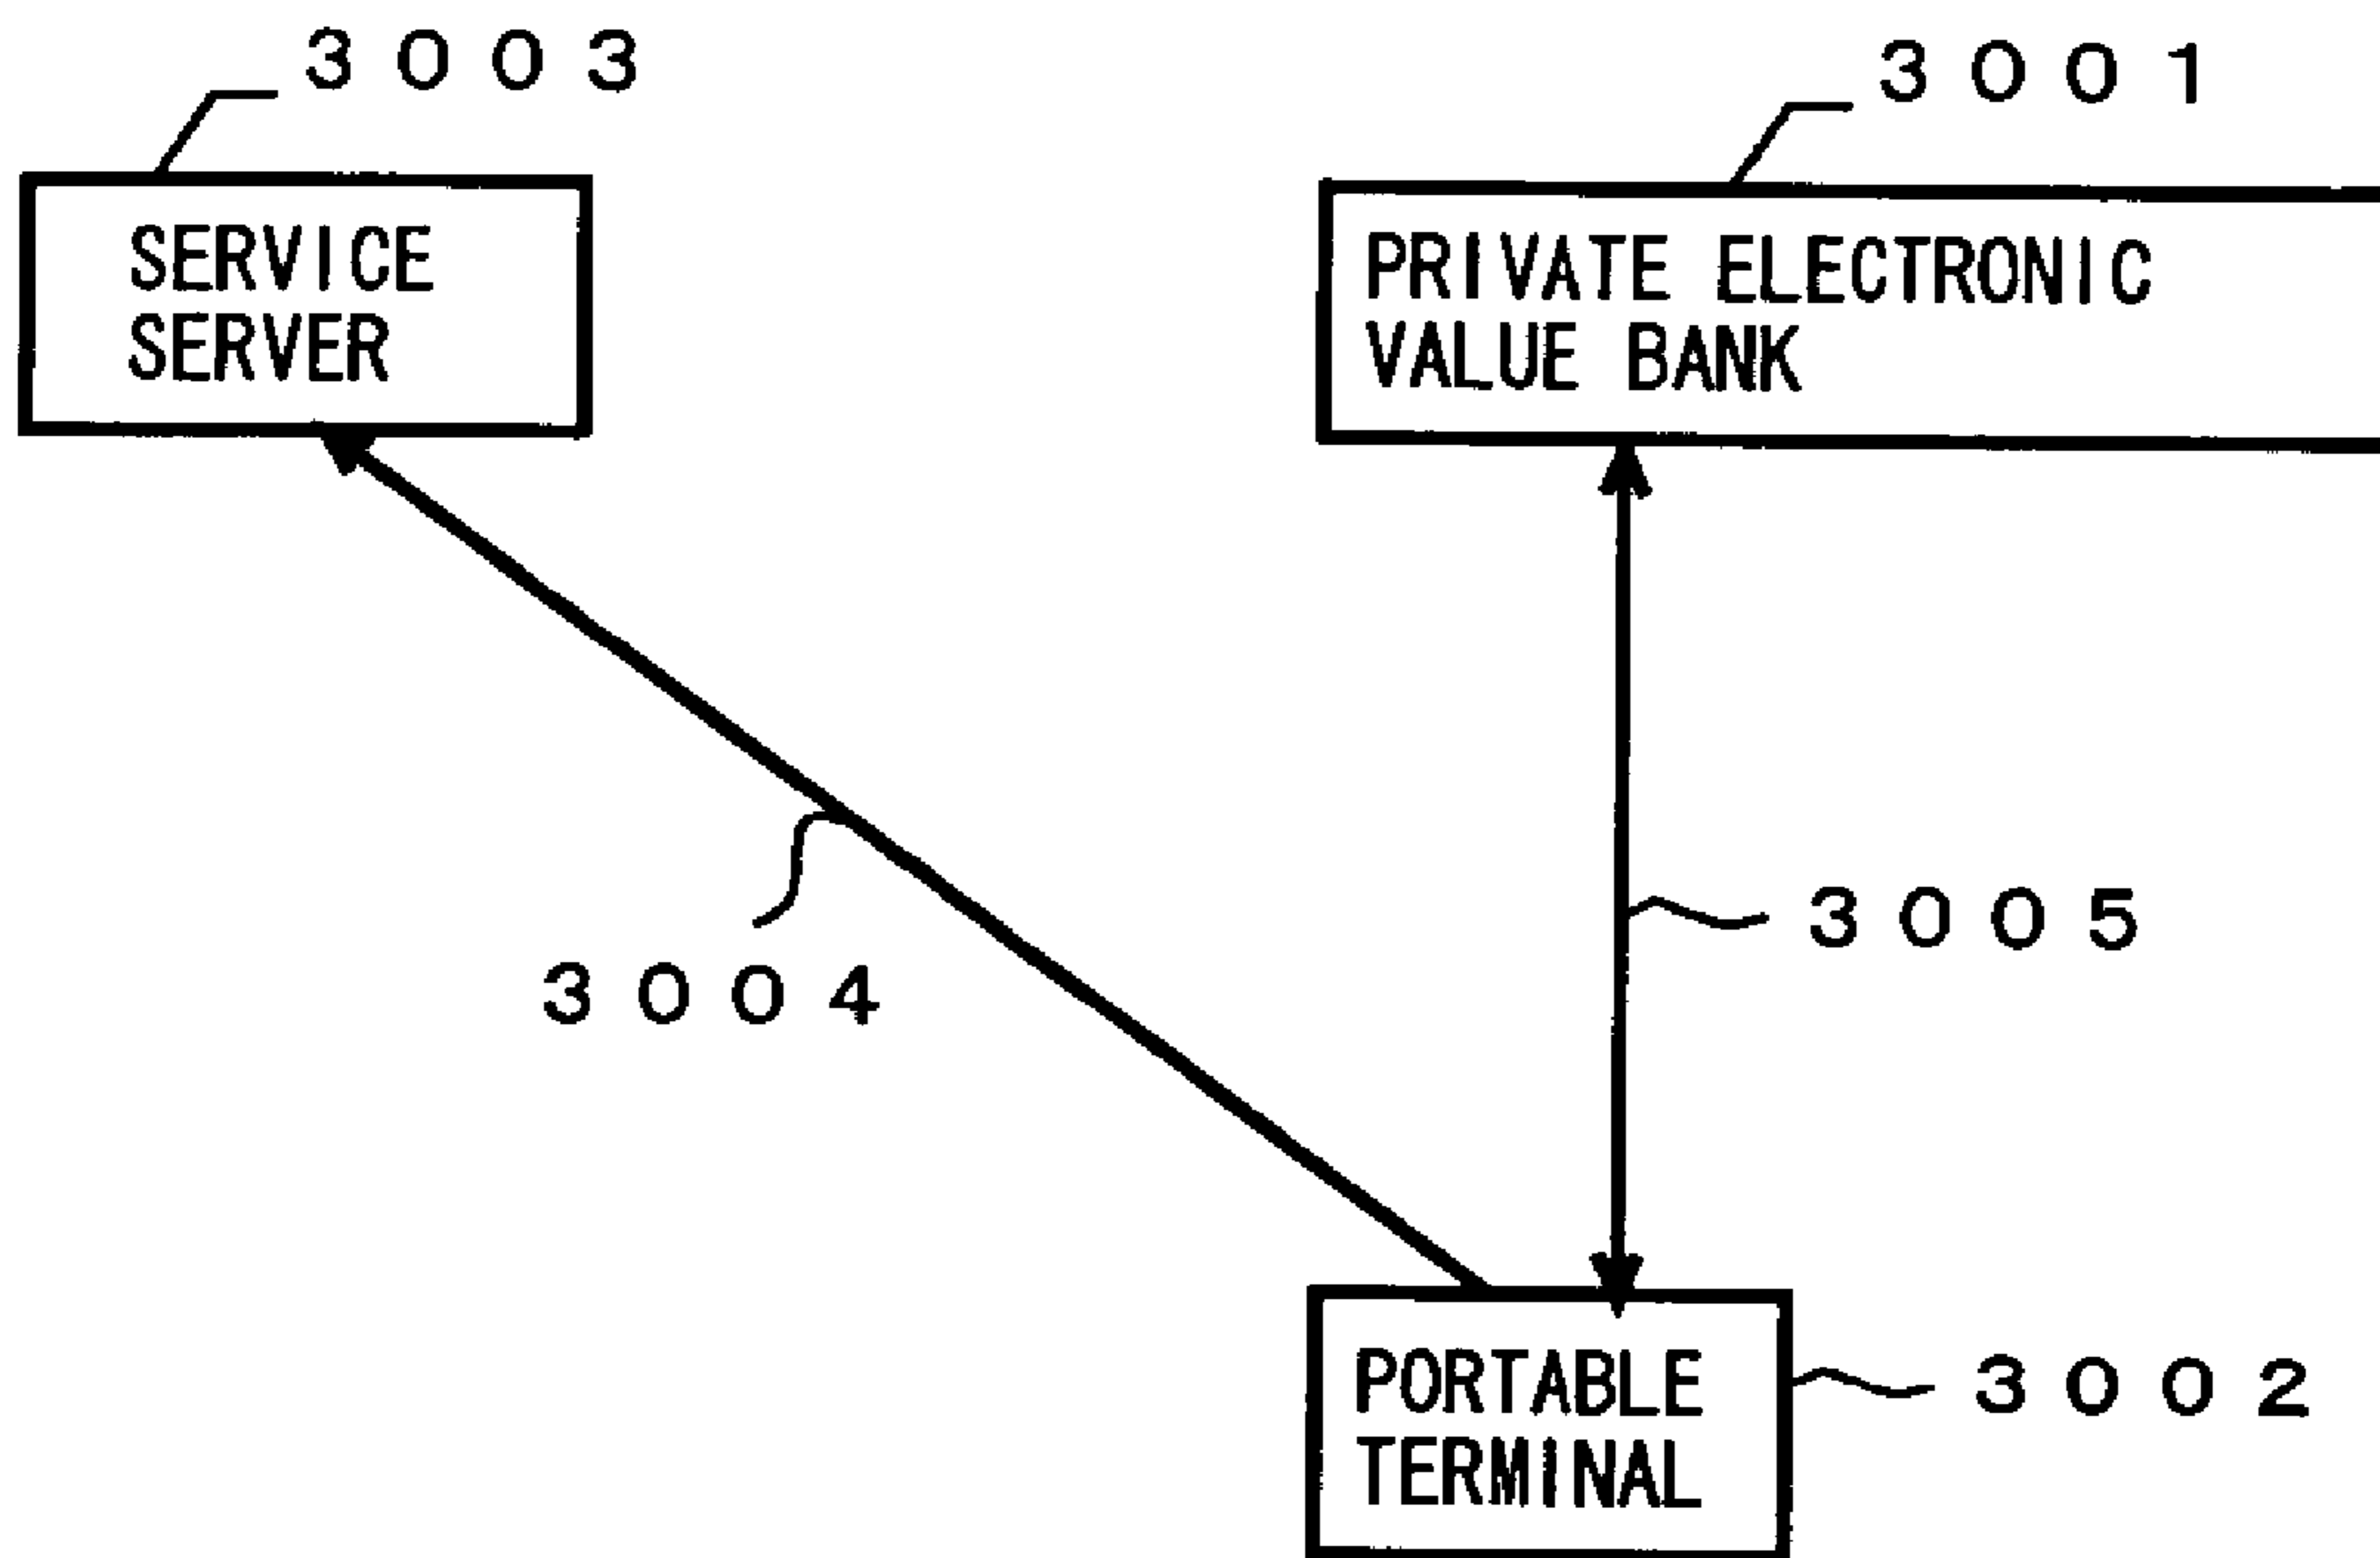 3003
3001
SERVICE
SERVER
PRIVATE ELECTRONIC
VALUE BANK
3005
3004
PORTABLE
TERMINAL
3002